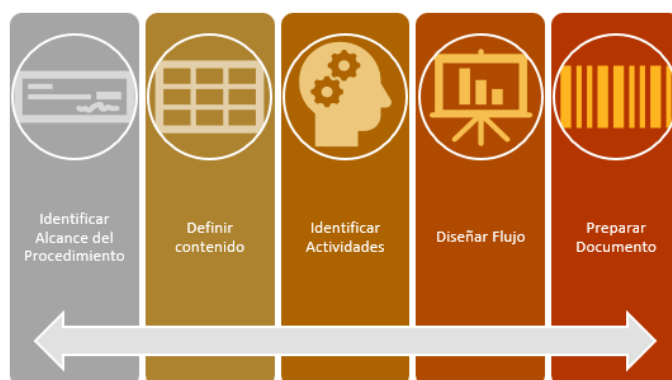 Identificar
Alcance del
Procedimiento
Definir
contenido
Identificar
Actividades
Diseñar Flujo
Preparar
Documento